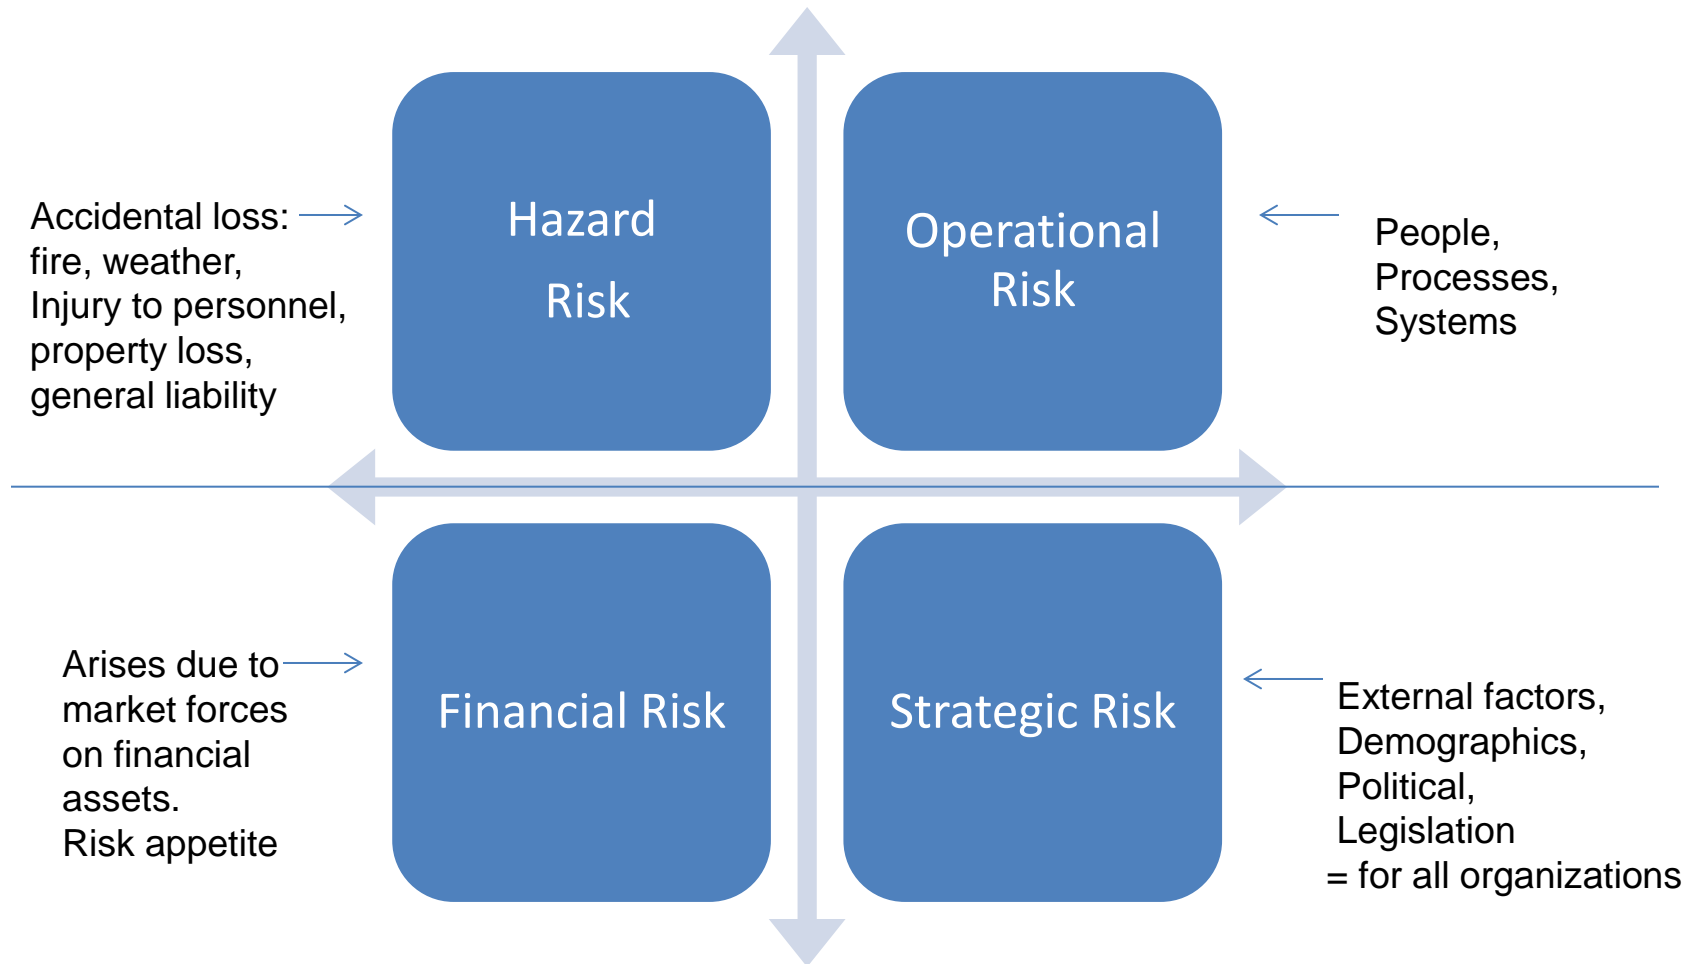 Accidental loss:
fire, weather,
Injury to personnel,
property loss,
general liability
Hazard
Risk
Operational
Risk
People,
Processes,
Systems
Arises due to
market forces
on financial
assets.
Risk appetite
Financial Risk
Strategic Risk
External factors,
Demographics,
Political,
Legislation
= for all organizations